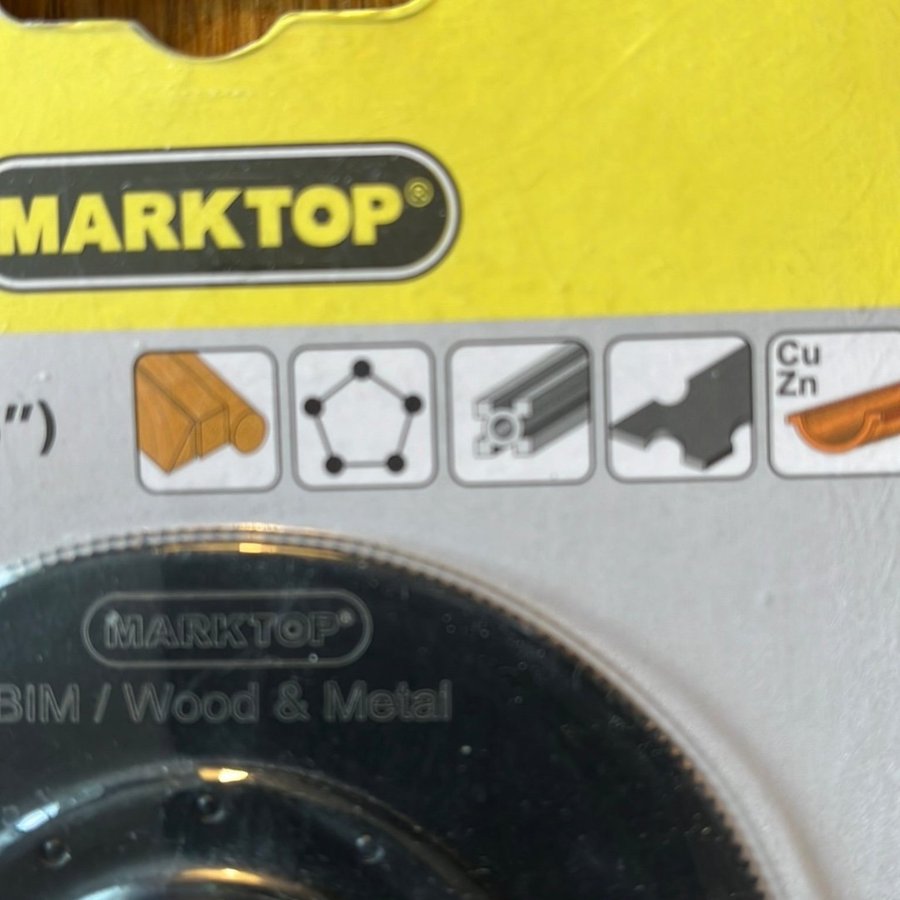 MARKTOP®
")
Cu
Zn
MARKTOP®
BIM / Wood & Metal